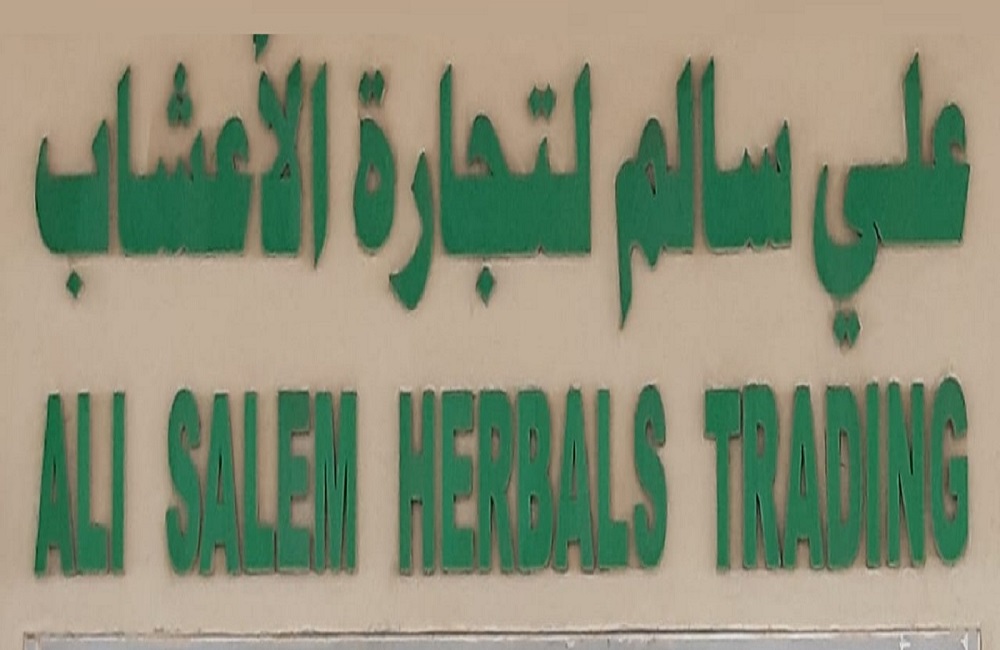 علي سالم لتجارة الأعشاب
ALI SALEM HERBALS TRADING